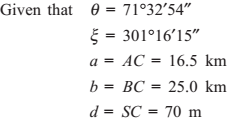 Given that θ = 71°32′54″
ξ = 301°16′15″
a = AC = 16.5 km
b = BC = 25.0 km
d = SC = 70 m